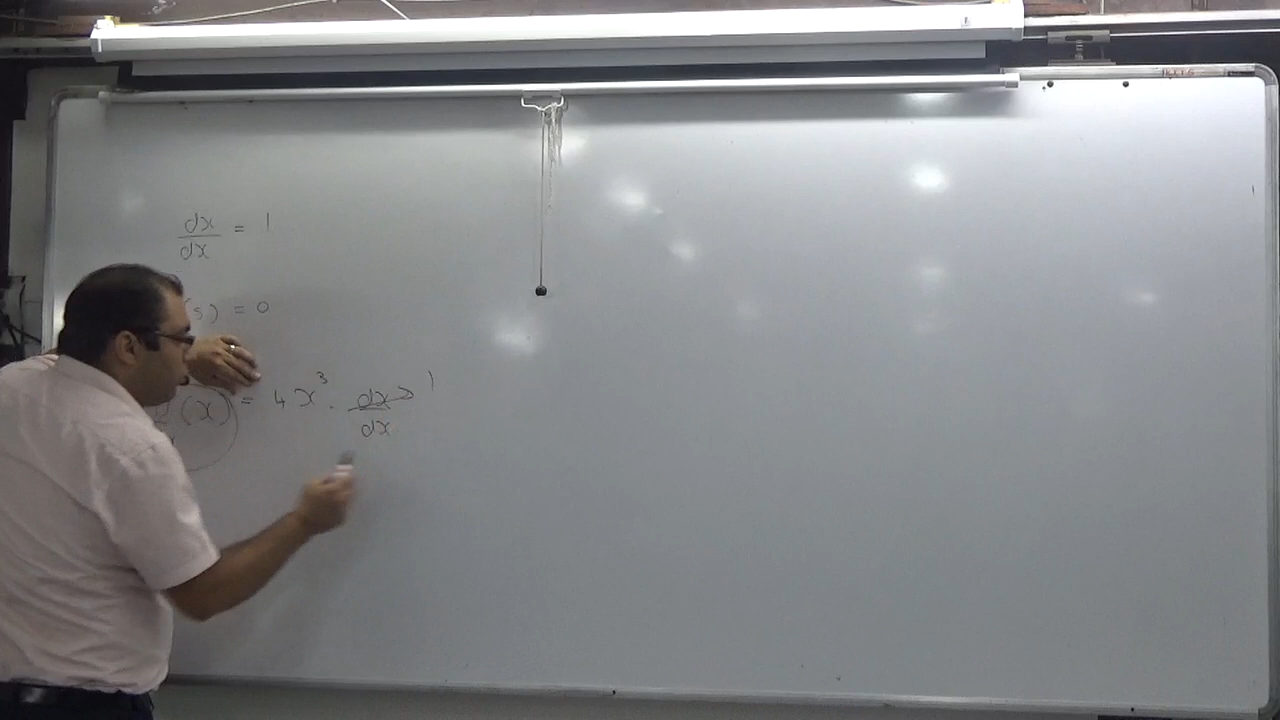 dx/dx = 1
(5) = 0
(x) = 4x³ · dx/dx 1